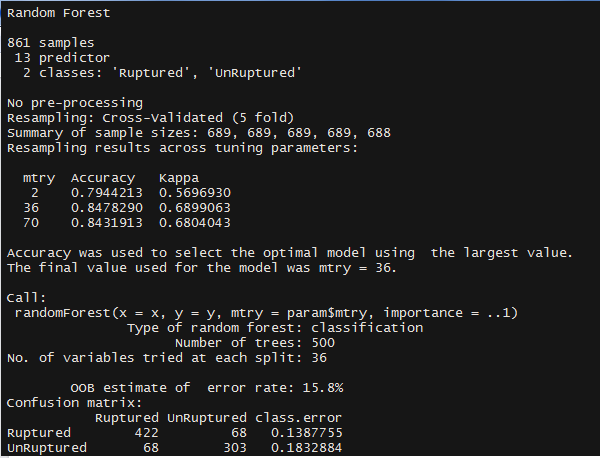 Random Forest
861 samples
13 predictor
2 classes: 'Ruptured', 'UnRuptured'
No pre-processing
Resampling: Cross-Validated (5 fold)
Summary of sample sizes: 689, 689, 689, 689, 688
Resampling results across tuning parameters:
mtry Accuracy Kappa
2 0.7944213 0.5696930
36 0.8478290 0.6899063
70 0.8431913 0.6804043
Accuracy was used to select the optimal model using the largest value.
The final value used for the model was mtry = 36.
Call:
randomForest(x = x, y = y, mtry = param$mtry, importance = ..1)
Type of random forest: classification
Number of trees: 500
No. of variables tried at each split: 36
OOB estimate of error rate: 15.8%
Confusion matrix:
Ruptured UnRuptured class.error
Ruptured 422 68 0.1387755
UnRuptured 68 303 0.1832884